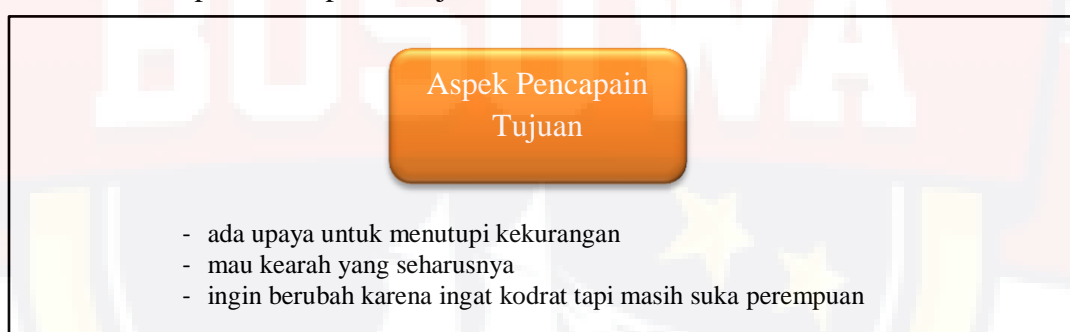 BOSOWA
Aspek Pencapain
Tujuan
- ada upaya untuk menutupi kekurangan
- mau kearah yang seharusnya
- ingin berubah karena ingat kodrat tapi masih suka perempuan